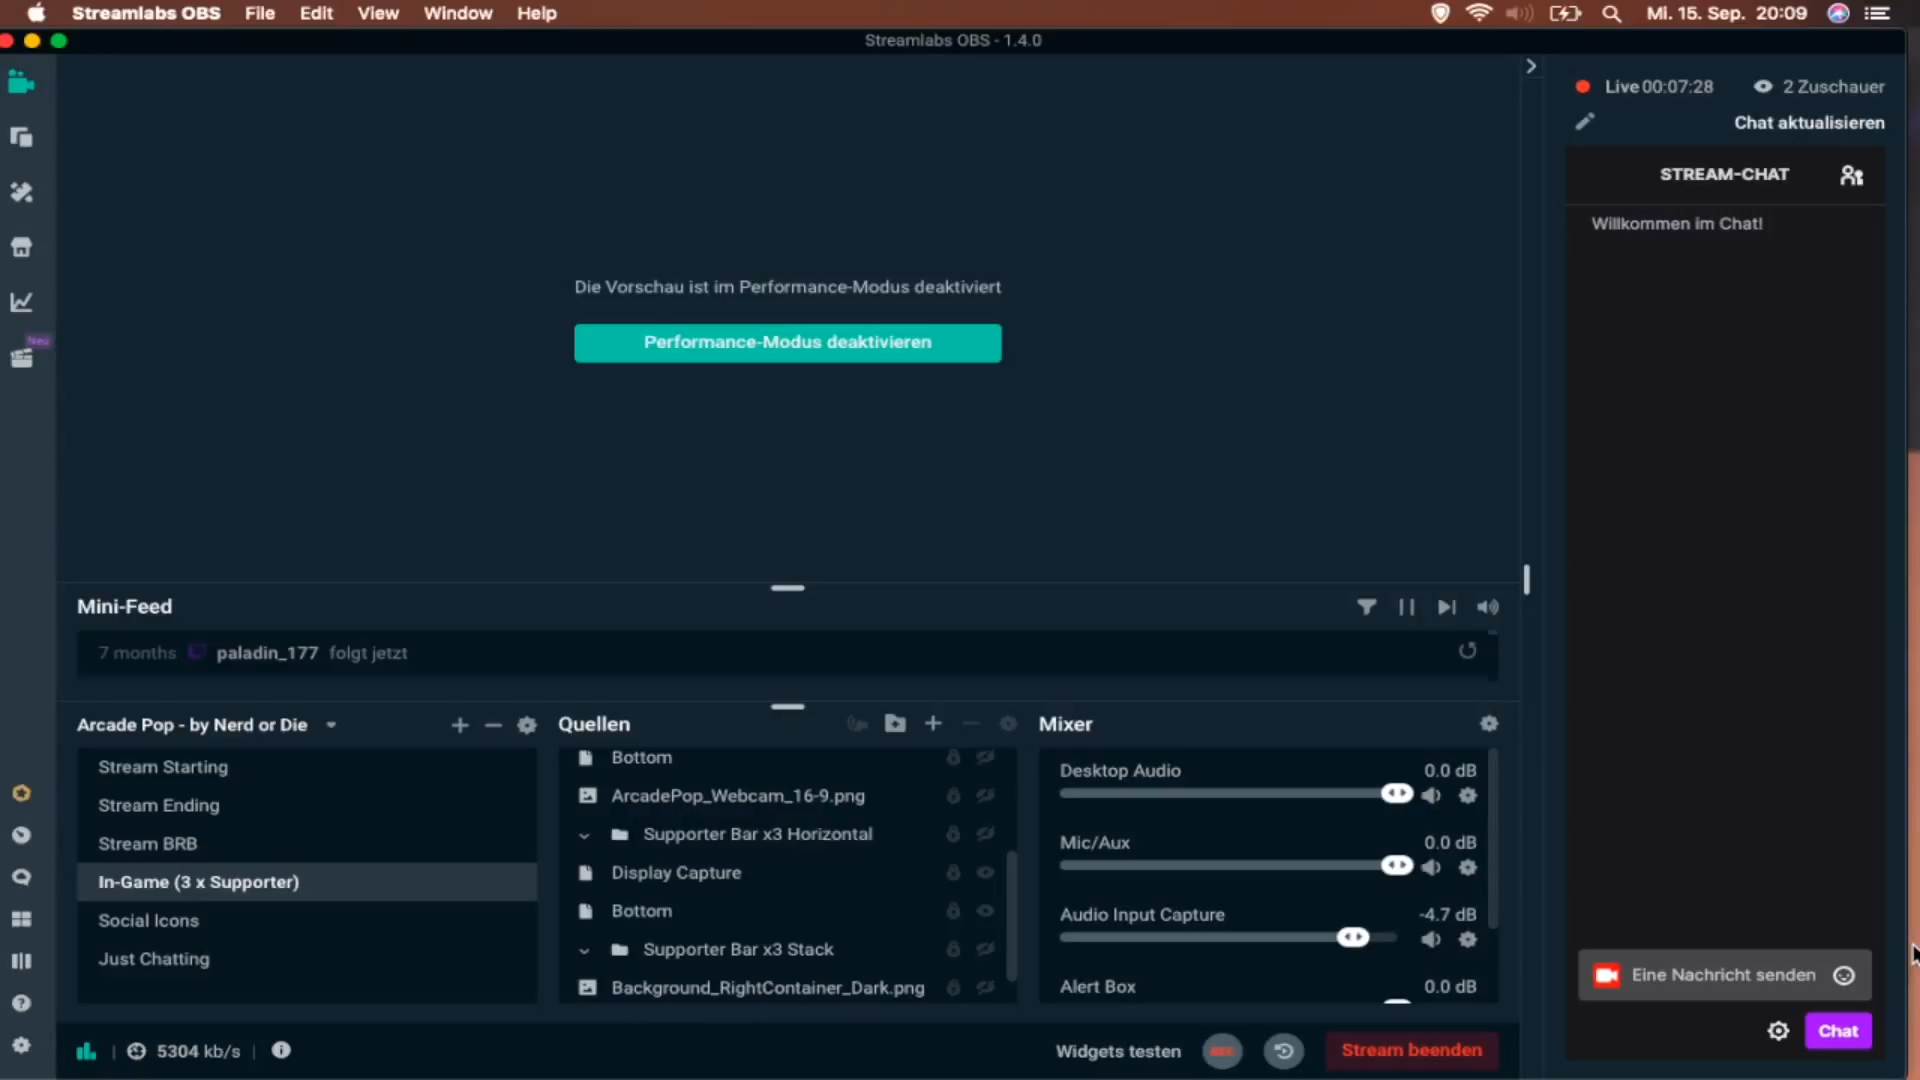 Streamlabs OBS File Edit View Window Help Mi. 15. Sep. 20:09
Streamlabs OBS - 1.4.0
Live 00:07:28 2 Zuschauer
Chat aktualisieren
STREAM-CHAT
Willkommen im Chat!
Die Vorschau ist im Performance-Modus deaktiviert
Performance-Modus deaktivieren
Neu
Mini-Feed
7 months paladin_177 folgt jetzt
Arcade Pop - by Nerd or Die
Stream Starting
Stream Ending
Stream BRB
In-Game (3 x Supporter)
Social Icons
Just Chatting
Quellen
Bottom
ArcadePop_Webcam_16-9.png
Supporter Bar x3 Horizontal
Display Capture
Bottom
Supporter Bar x3 Stack
Background_RightContainer_Dark.png
Mixer
Desktop Audio 0.0 dB
Mic/Aux 0.0 dB
Audio Input Capture -4.7 dB
Alert Box 0.0 dB
Eine Nachricht senden
Chat
5304 kb/s
Widgets testen
REC
Stream beenden